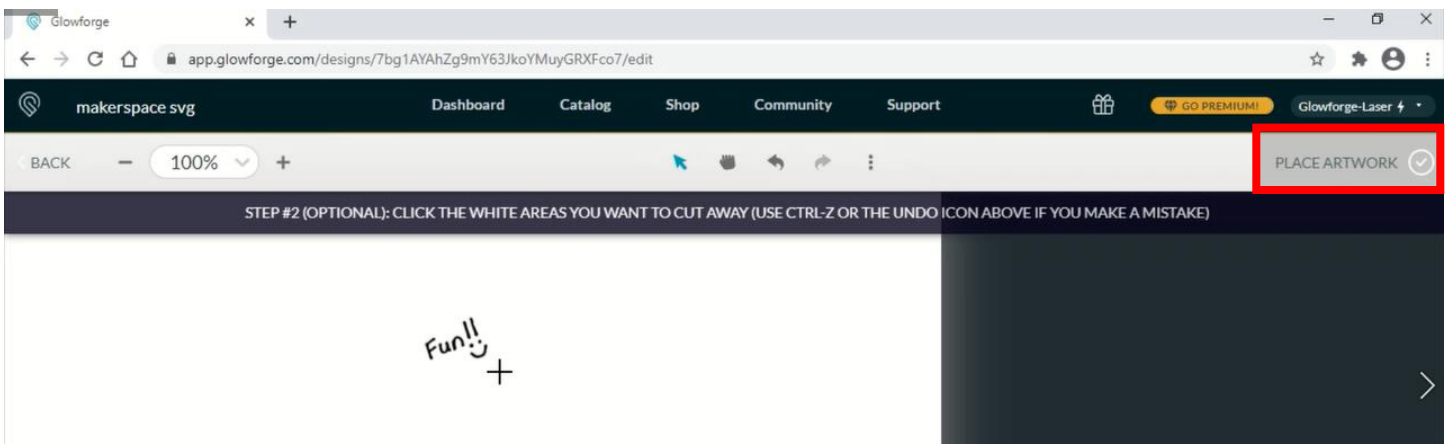 Glowforge
app.glowforge.com/designs/7bg1AYAhZg9mY63JkoYMuyGRXFco7/edit
makerspace svg Dashboard Catalog Shop Community Support GO PREMIUM! Glowforge-Laser
BACK 100% PLACE ARTWORK
STEP #2 (OPTIONAL): CLICK THE WHITE AREAS YOU WANT TO CUT AWAY (USE CTRL-Z OR THE UNDO ICON ABOVE IF YOU MAKE A MISTAKE)
Fun!!